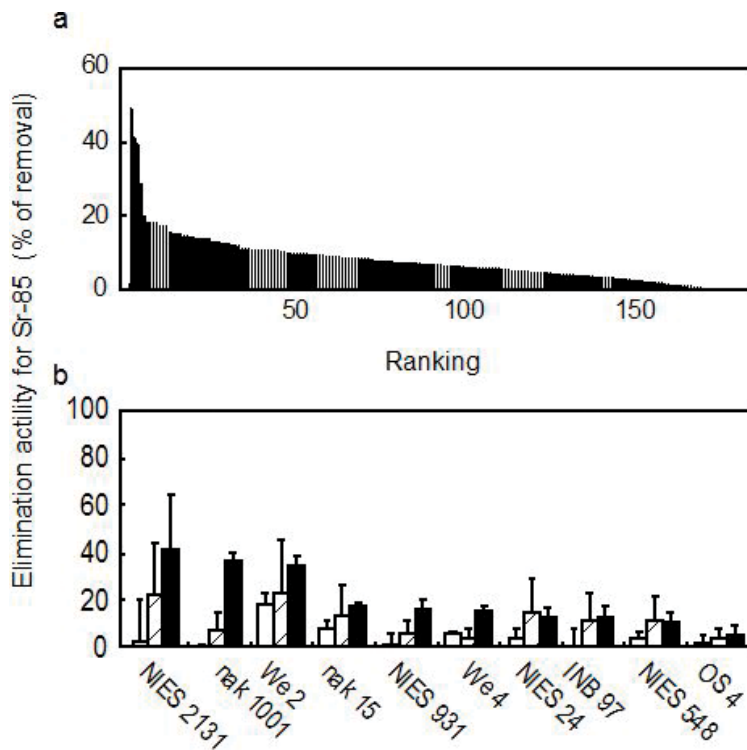 a
60
40
20
0
50 100 150
Ranking
b
Elimination actility for Sr-85 (% of removal)
100
80
60
40
20
0
NIES 2131
nak 1001
We 2
nak 15
NIES 931
We 4
NIES 24
INB 97
NIES 548
OS 4